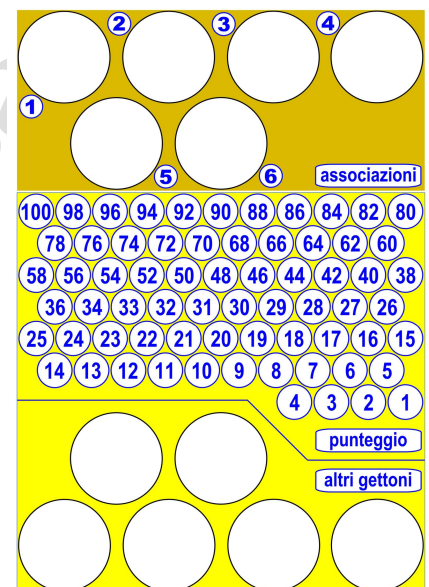 2 3 4
1
5 6 associazioni
100 98 96 94 92 90 88 86 84 82 80
78 76 74 72 70 68 66 64 62 60
58 56 54 52 50 48 46 44 42 40 38
36 34 33 32 31 30 29 28 27 26
25 24 23 22 21 20 19 18 17 16 15
14 13 12 11 10 9 8 7 6 5
4 3 2 1
punteggio
altri gettoni